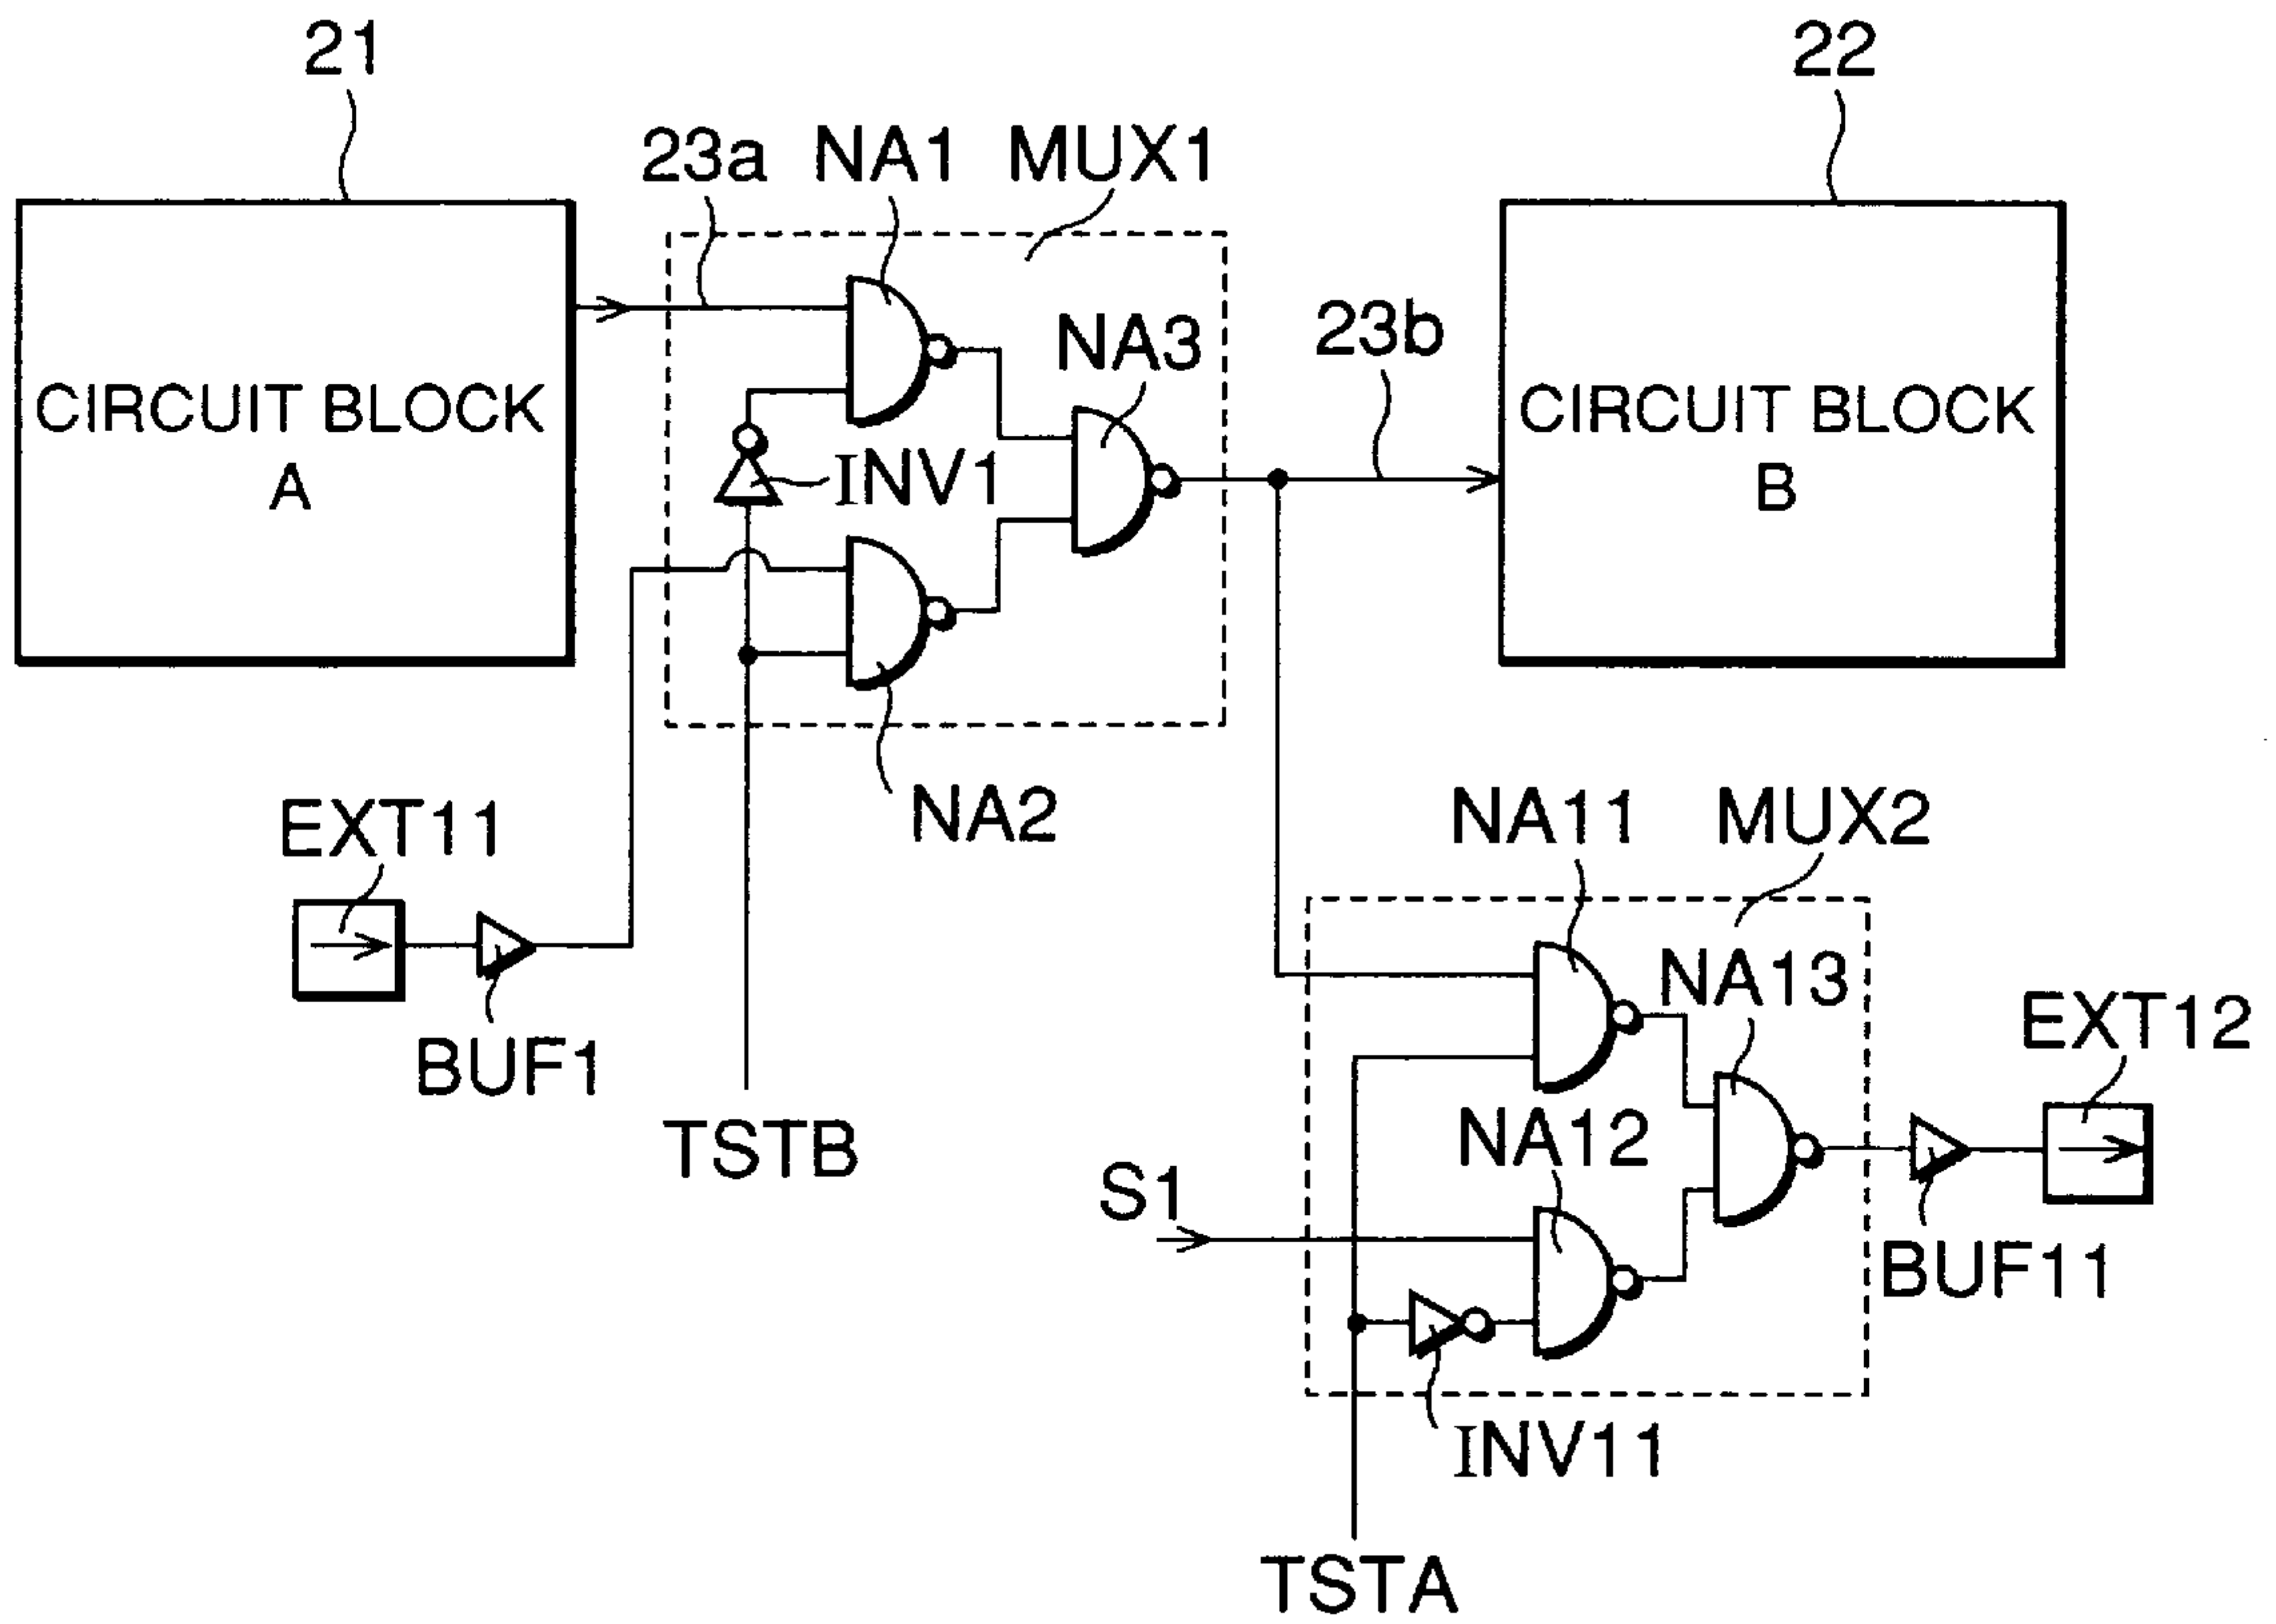 21
22
23a
NA1
MUX1
NA3
23b
CIRCUIT BLOCK
A
CIRCUIT BLOCK
B
INV1
NA2
EXT11
BUF1
TSTB
NA11
MUX2
NA13
EXT12
NA12
S1
BUF11
INV11
TSTA